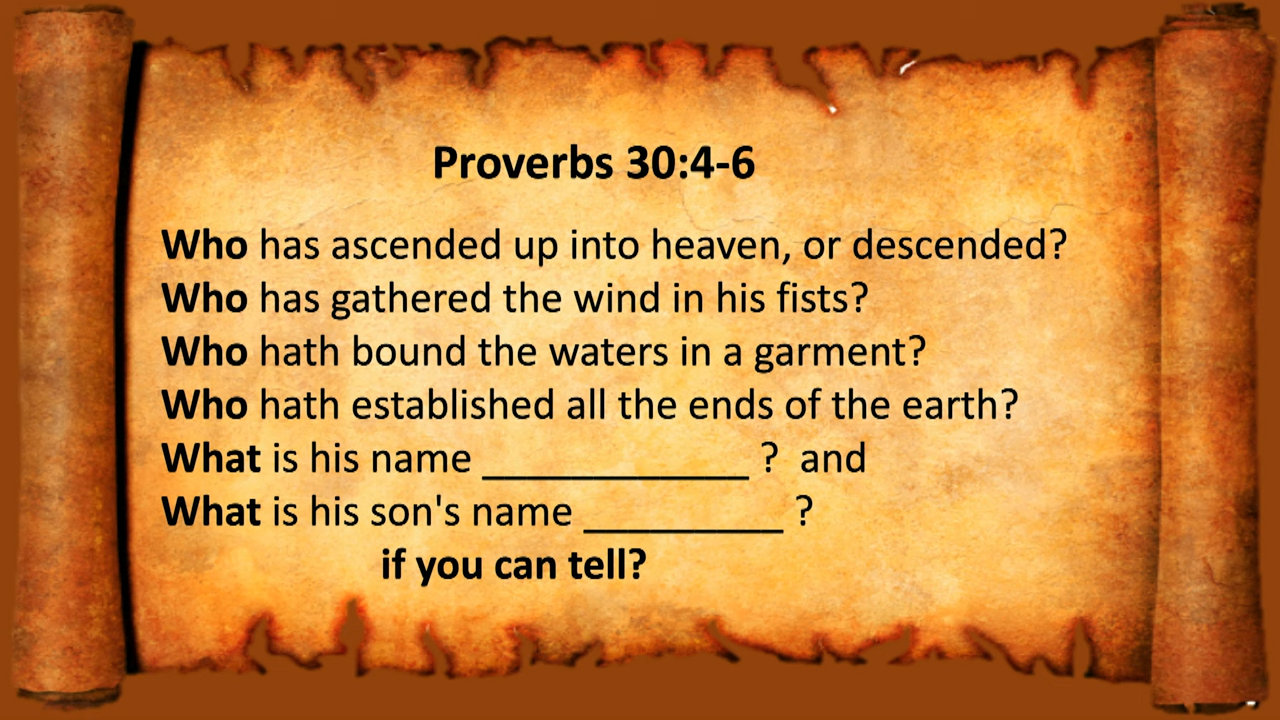 Proverbs 30:4-6
Who has ascended up into heaven, or descended?
Who has gathered the wind in his fists?
Who hath bound the waters in a garment?
Who hath established all the ends of the earth?
What is his name _____________ ?  and
What is his son's name __________ ?
if you can tell?